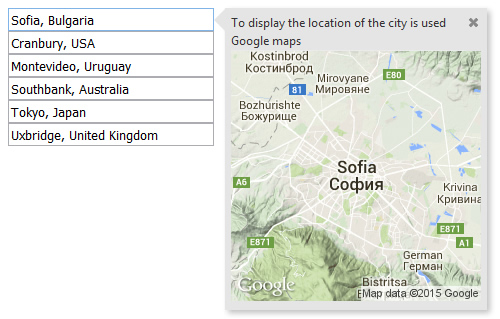 Sofia, Bulgaria
Cranbury, USA
Montevideo, Uruguay
Southbank, Australia
Tokyo, Japan
Uxbridge, United Kingdom
To display the location of the city is used
Google maps
Kostinbrod
Костинброд
Mirovyane
Мировяне
E80
81
Bozhurishte
Божурище
Sofia
София
A6
Krivina
Кривина
E871
E871
A1
German
Герман
Bistritsa
Google
Map data ©2015 Google